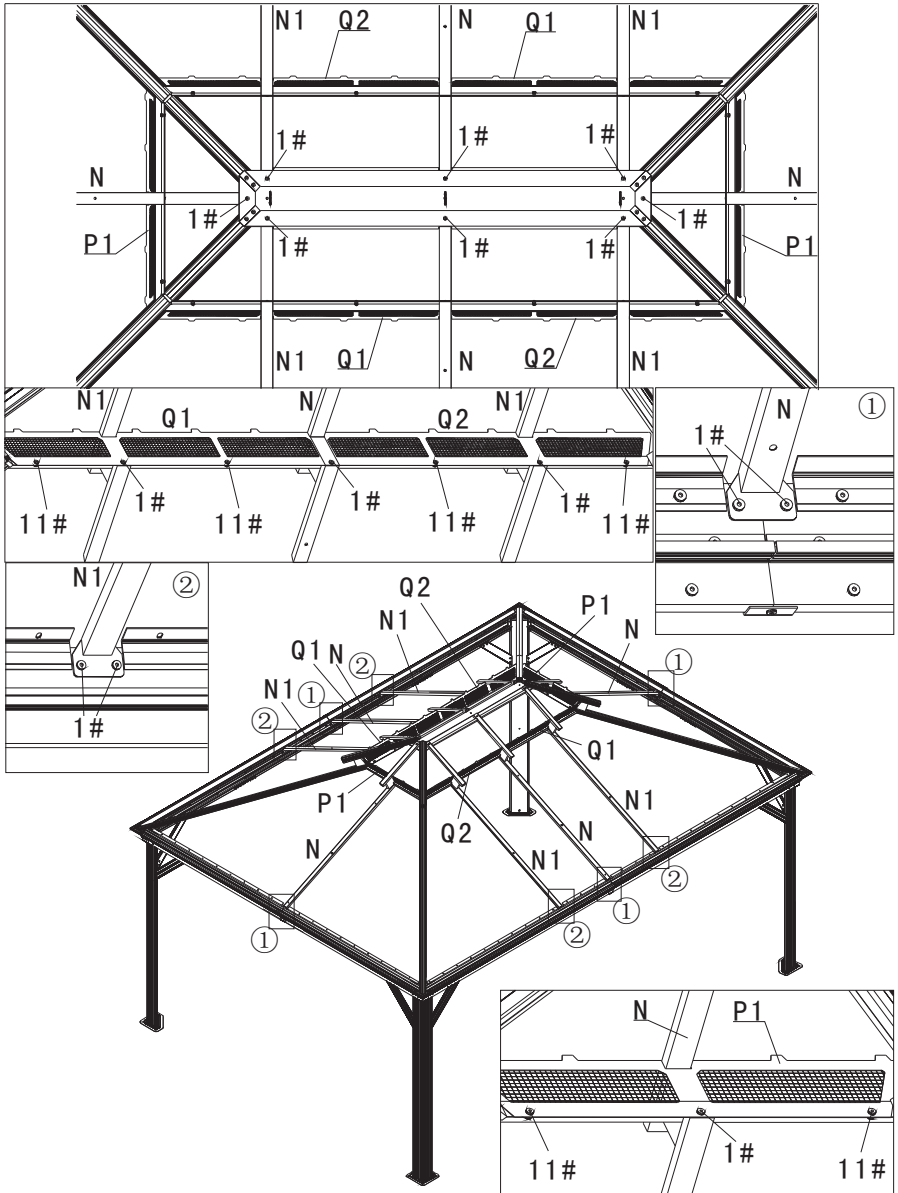 N1 Q2 N Q1 N1
1# 1# 1#
N N
1# 1#
P1 1# 1# 1# P1
N1 Q1 N Q2 N1
N1 Q1 N Q2 N1
11# 1# 11# 1# 11# 1# 11#
N ①
1#
N1 ②
1#
Q2
N1 P1 N
Q1 N ② ①
N1 ①
②
Q1
P1 N1
Q2
N N
N1 ②
① ② ①
N P1
11# 1# 11#